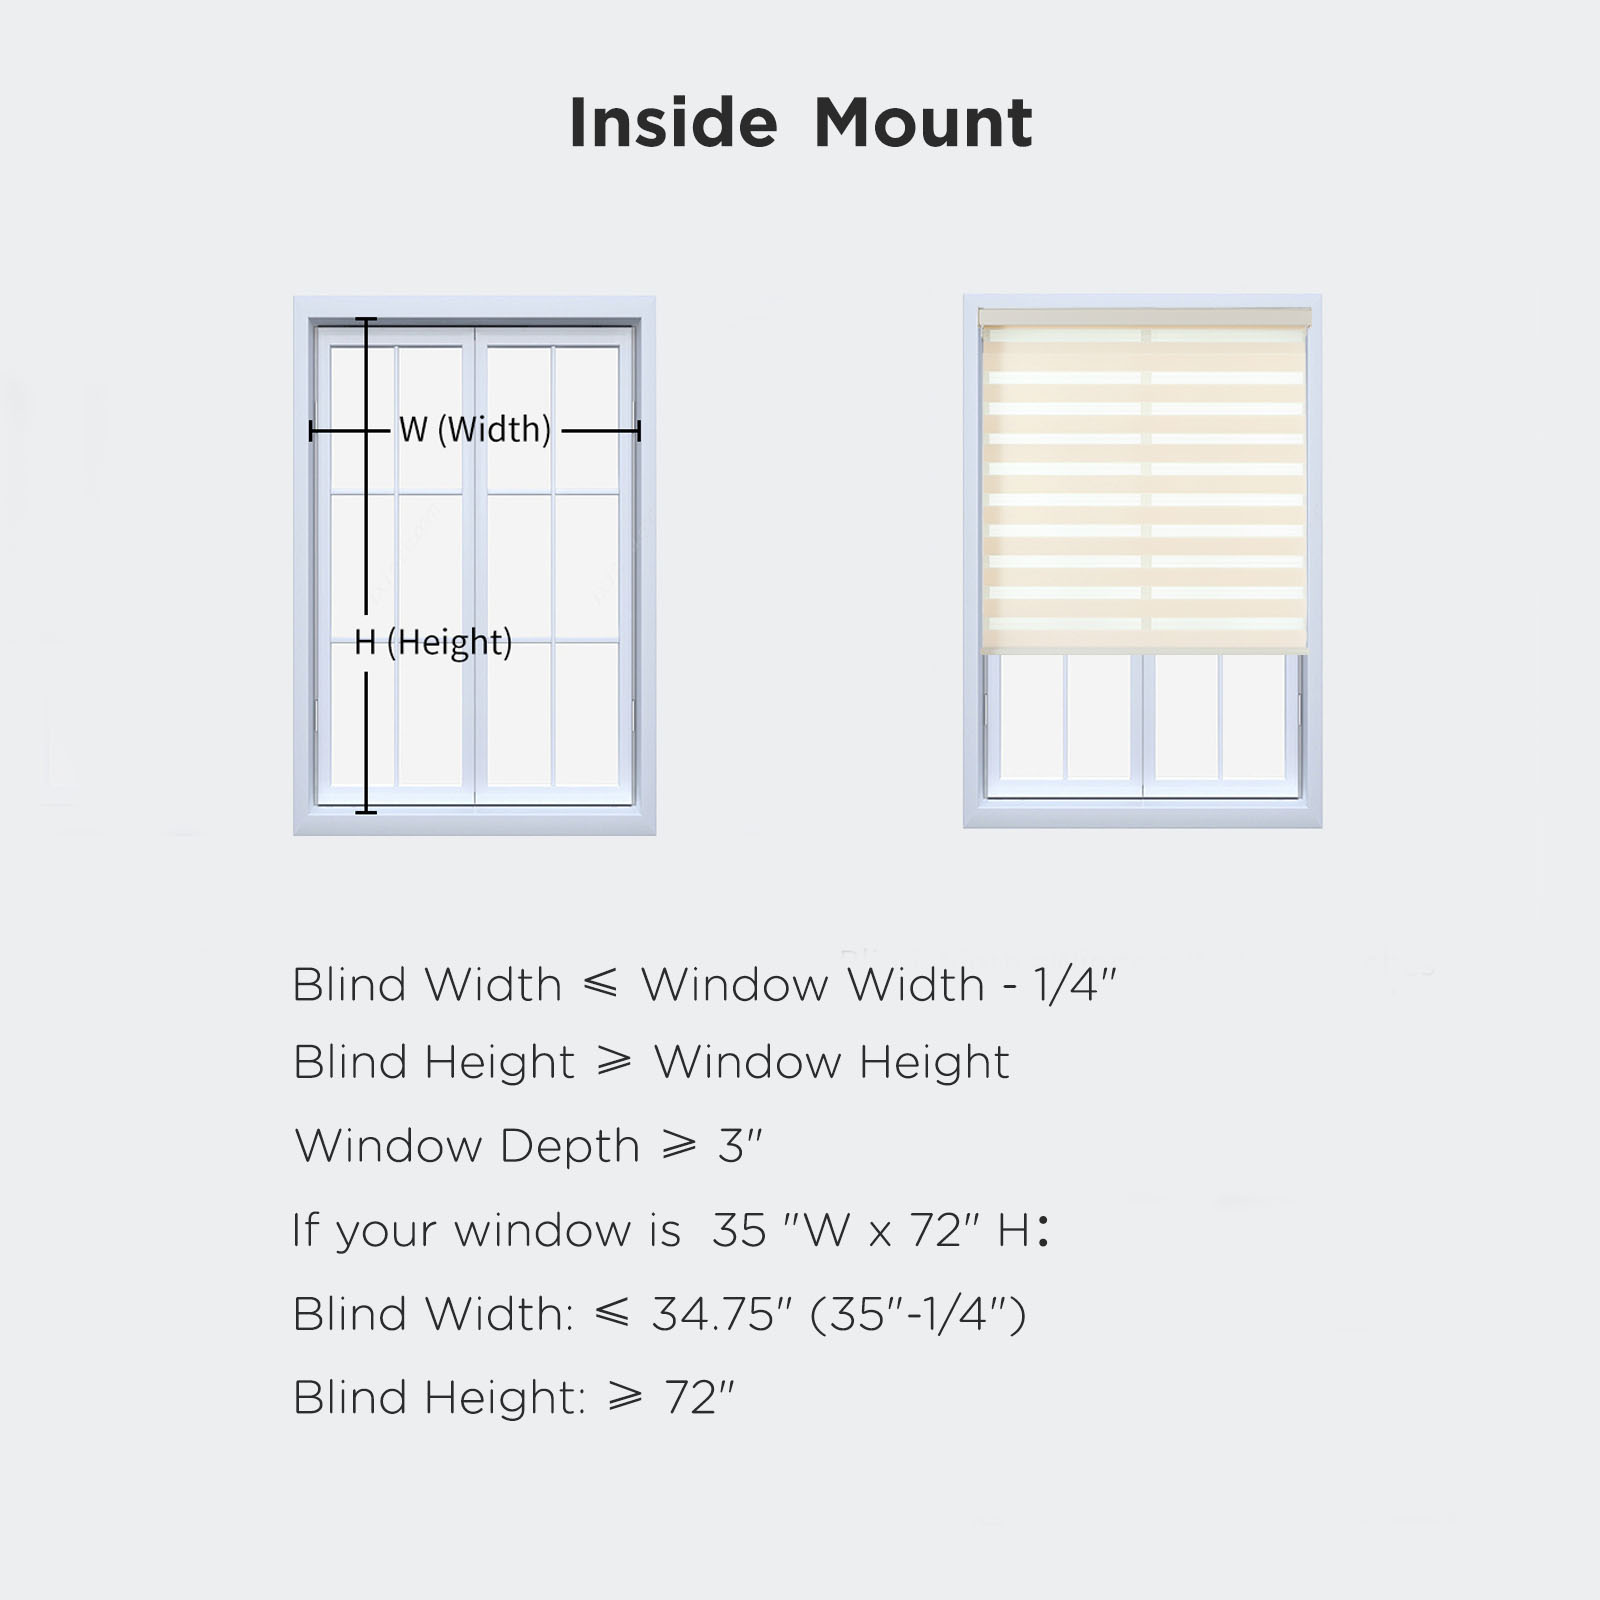 Inside Mount
W (Width)
H (Height)
Blind Width ⩽ Window Width - 1/4"
Blind Height ⩾ Window Height
Window Depth ⩾ 3"
If your window is 35 "W x 72" H:
Blind Width: ⩽ 34.75" (35"-1/4")
Blind Height: ⩾ 72"